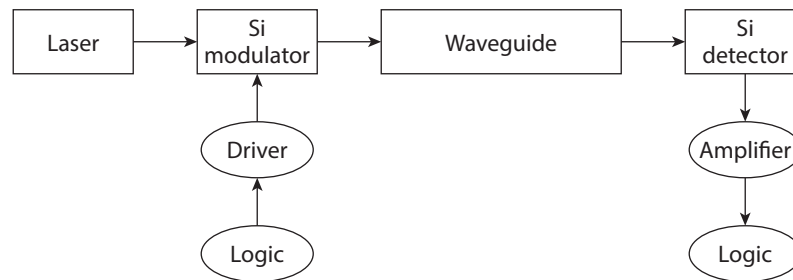 Laser
Si
modulator
Waveguide
Si
detector
Driver
Amplifier
Logic
Logic